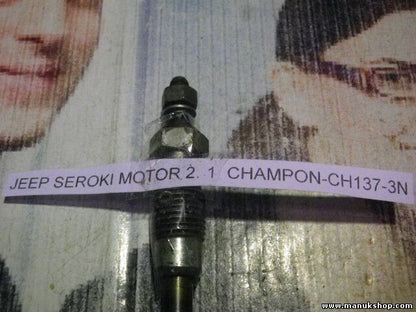 JEEP SEROKI MOTOR 2. 1 CHAMPON-CH137-3N
www.manukshop.com